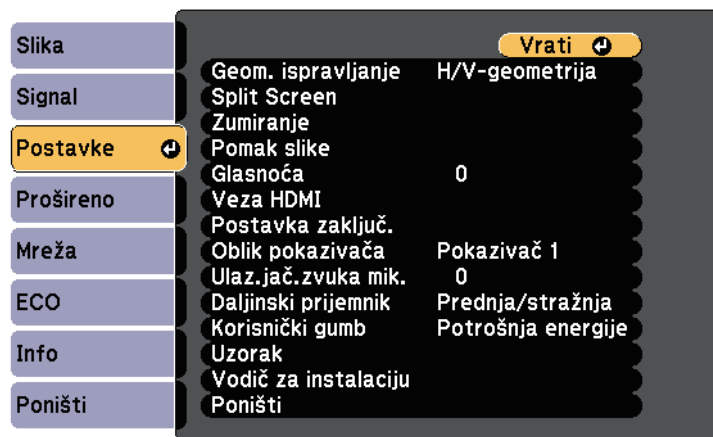 Slika
Signal
Postavke
Prošireno
Mreža
ECO
Info
Poništi
Vrati
Geom. ispravljanje H/V-geometrija
Split Screen
Zumiranje
Pomak slike
Glasnoća 0
Veza HDMI
Postavka zaključ.
Oblik pokazivača Pokazivač 1
Ulaz.jač.zvuka mik. 0
Daljinski prijemnik Prednja/stražnja
Korisnički gumb Potrošnja energije
Uzorak
Vodič za instalaciju
Poništi